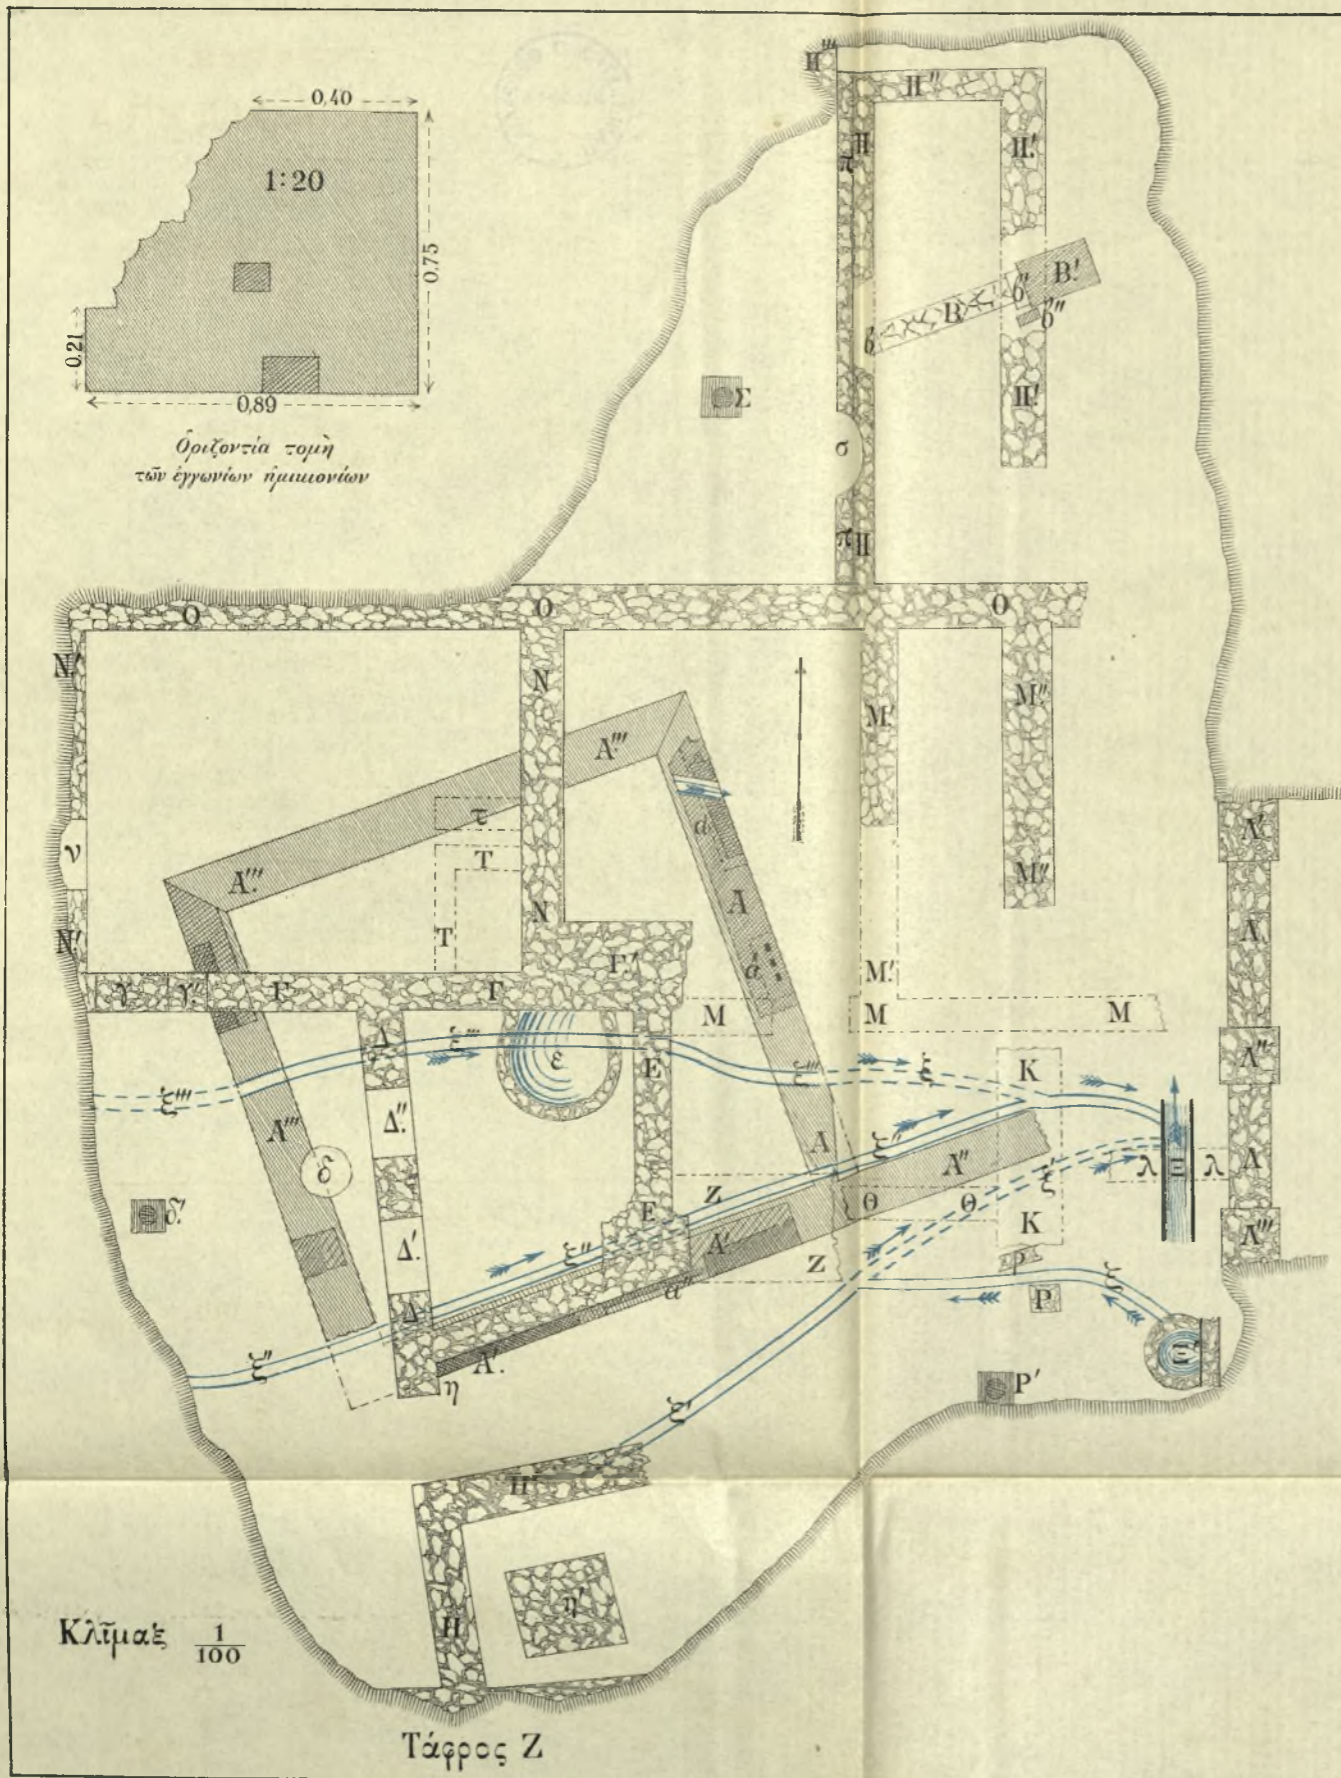 0,40
1:20
0,75
0,21
0,89
Ὁριζοντία τομὴ
τῶν ἐγγωνίων ἡμικιονίων
Π'''
Π''
π
Π
Π'.
Β'.
β''
Β
β''
β
Π'.
Σ
σ
π
Π
Ο
Ο
Ο
Ν'.
Ν
Μ'.
Μ''.
Α'''.
α
τ
Λ'
ν
Τ
Μ''.
Α'''.
Α
Ν
Λ
Ν'.
Τ
Γ'.
α'
Μ'.
γ'
γ''.
Γ
Γ
Μ
Μ
Μ
Δ
ξ'''
ε
Ε
Λ''
ξ'''
ξ'''
ξ
Κ
Α'''
Δ''.
Α
ξ''
Α''
δ
ξ'
λ
Ξ
λ
Λ
Ζ
Θ
Θ
δ'.
Ε
Κ
Δ'.
ξ''
Α'.
Ζ
Λ'''
ρ
α''
ξ
Δ
Ρ
ξ''
Α'.
Ξ'
η
Ρ'
ξ'
Η'
η'
Η
Κλῖμαξ 1/100
Τάφρος Ζ